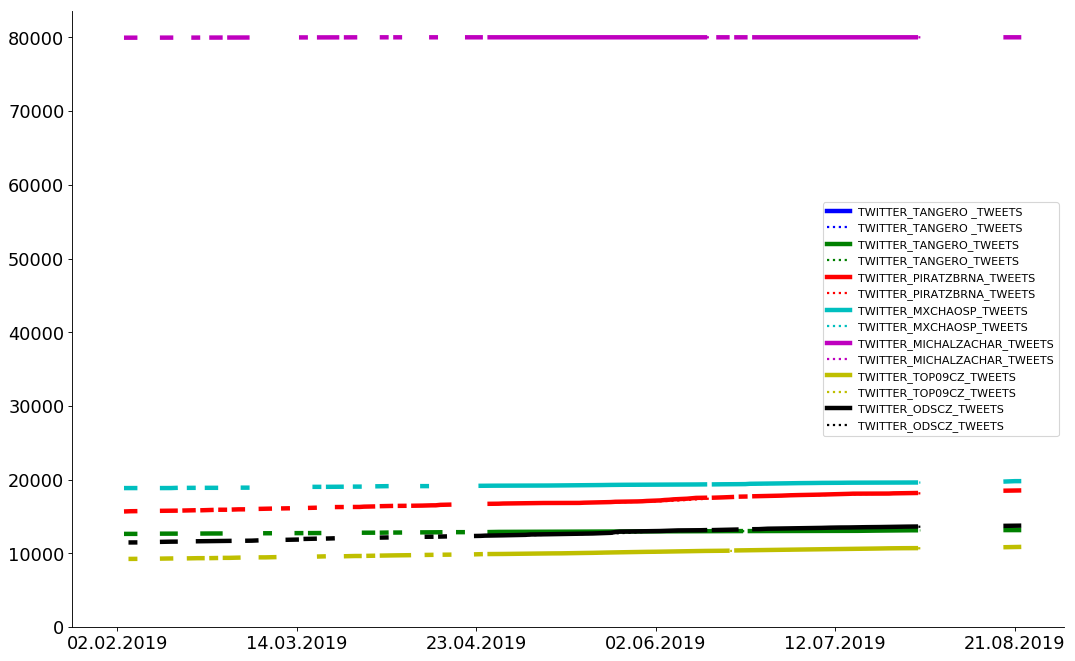 80000
70000
60000
50000
40000
30000
20000
10000
0
02.02.2019 14.03.2019 23.04.2019 02.06.2019 12.07.2019 21.08.2019
TWITTER_TANGERO _TWEETS
TWITTER_TANGERO _TWEETS
TWITTER_TANGERO_TWEETS
TWITTER_TANGERO_TWEETS
TWITTER_PIRATZBRNA_TWEETS
TWITTER_PIRATZBRNA_TWEETS
TWITTER_MXCHAOSP_TWEETS
TWITTER_MXCHAOSP_TWEETS
TWITTER_MICHALZACHAR_TWEETS
TWITTER_MICHALZACHAR_TWEETS
TWITTER_TOP09CZ_TWEETS
TWITTER_TOP09CZ_TWEETS
TWITTER_ODSCZ_TWEETS
TWITTER_ODSCZ_TWEETS